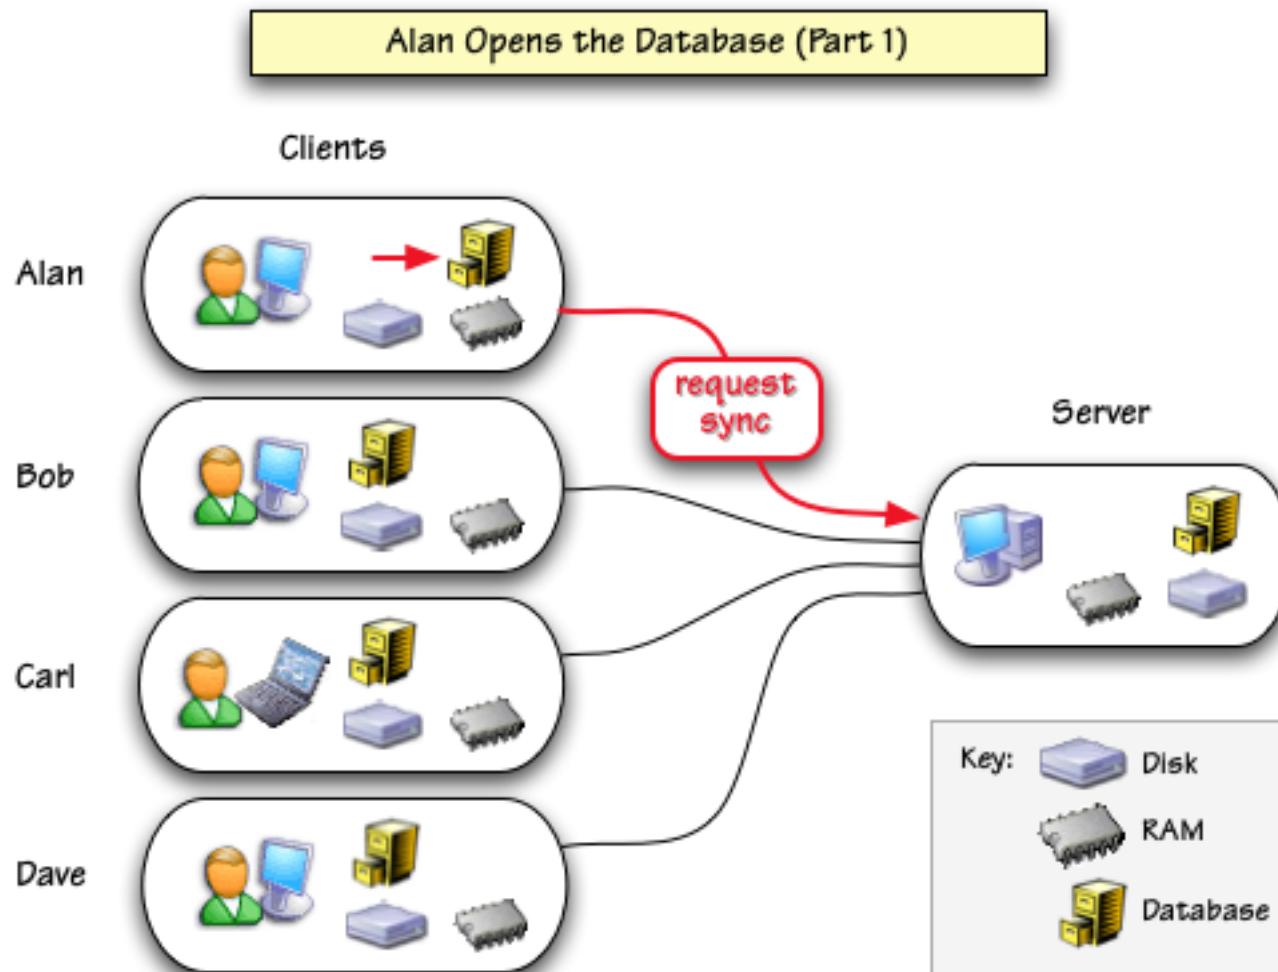 Alan Opens the Database (Part 1)
Clients
Alan
request
sync
Server
Bob
Carl
Dave
Key:
Disk
RAM
Database